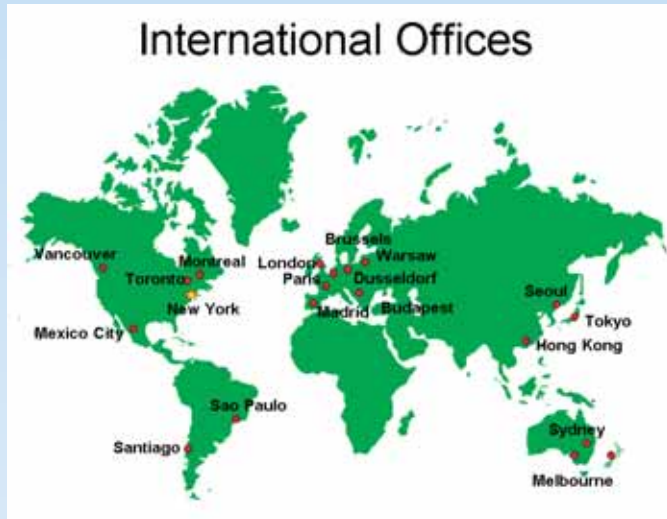 International Offices
Brussels
Vancouver
Montreal
London
Warsaw
Toronto
Paris
Dusseldorf
New York
Madrid
Budapest
Seoul
Mexico City
Tokyo
Hong Kong
Sao Paulo
Santiago
Sydney
Melbourne